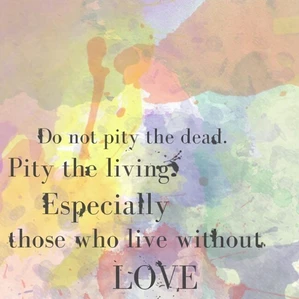 Do not pity the dead.
Pity the living.
Especially
those who live without
LOVE